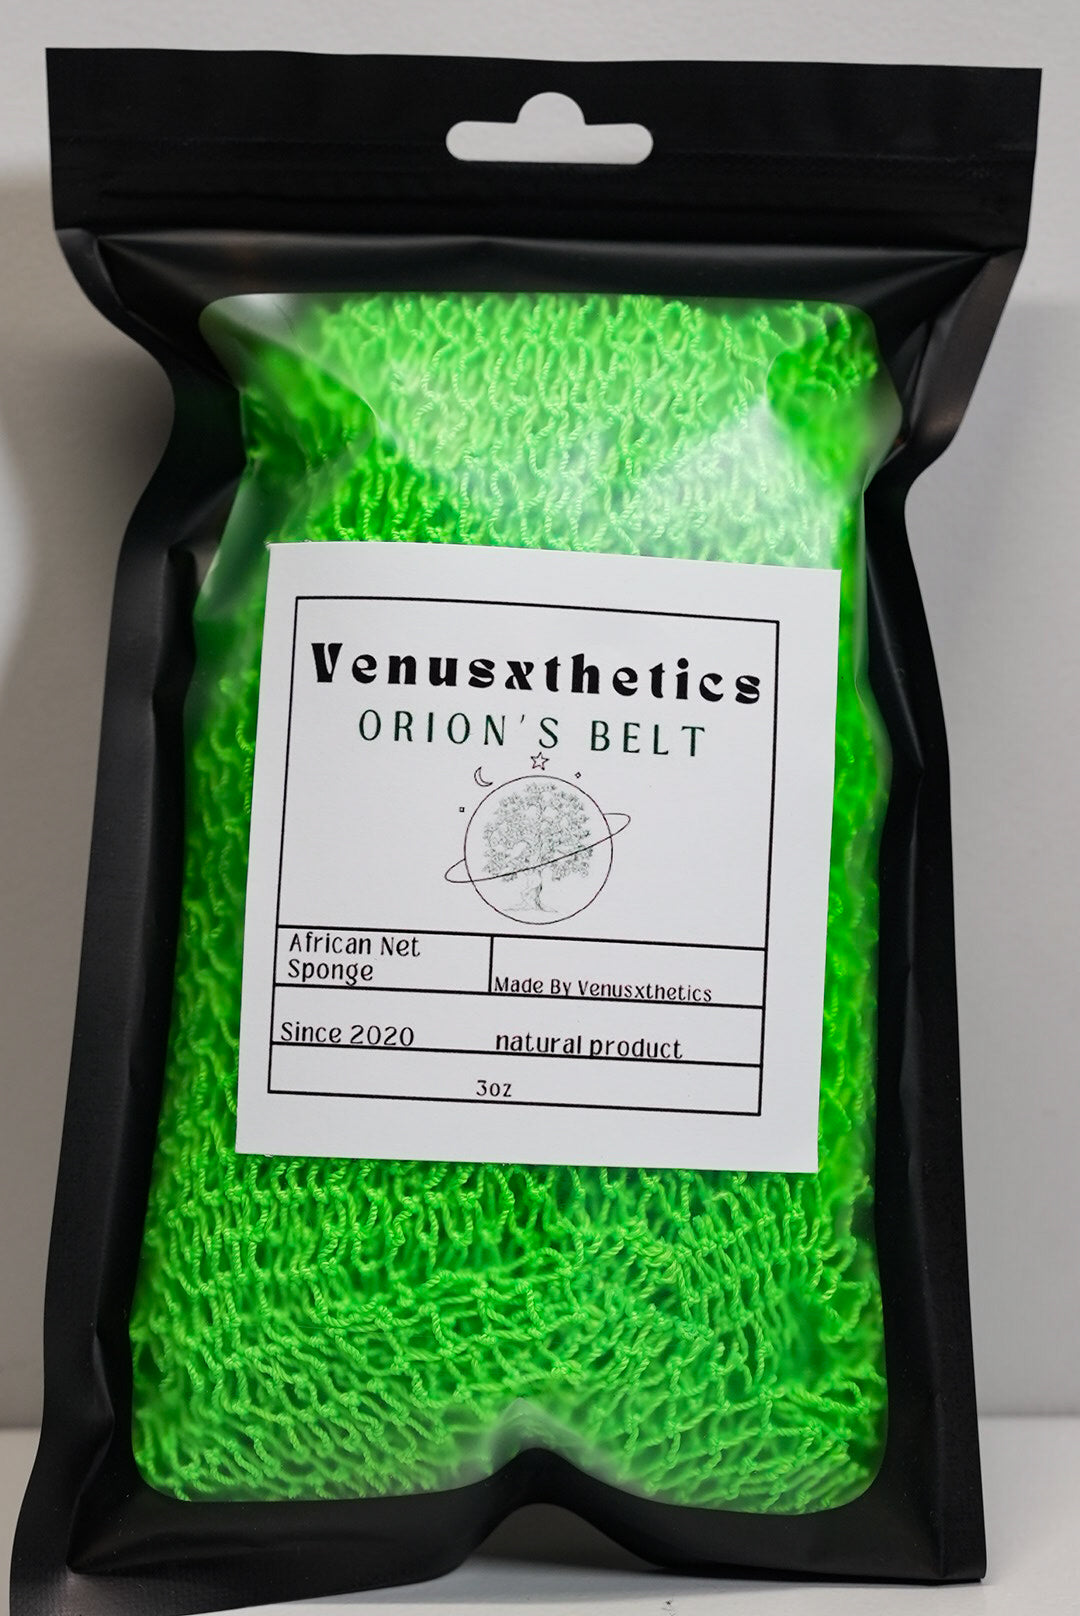 Venusxthetics
ORION'S BELT
African Net
Sponge
Made By Venusxthetics
Since 2020
natural product
3oz